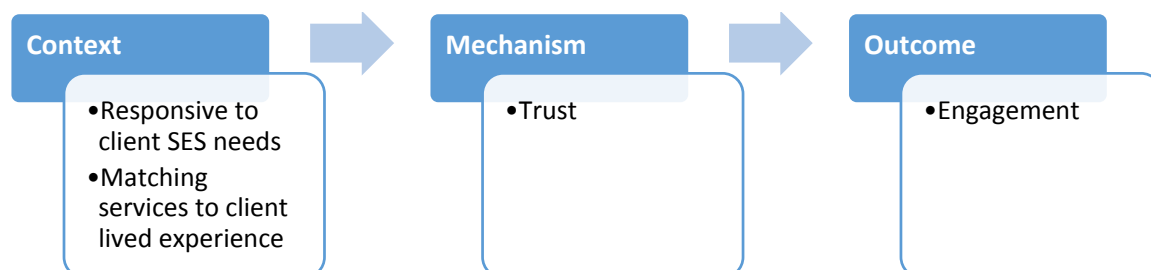 Context
•Responsive to
client SES needs
•Matching
services to client
lived experience
Mechanism
•Trust
Outcome
•Engagement